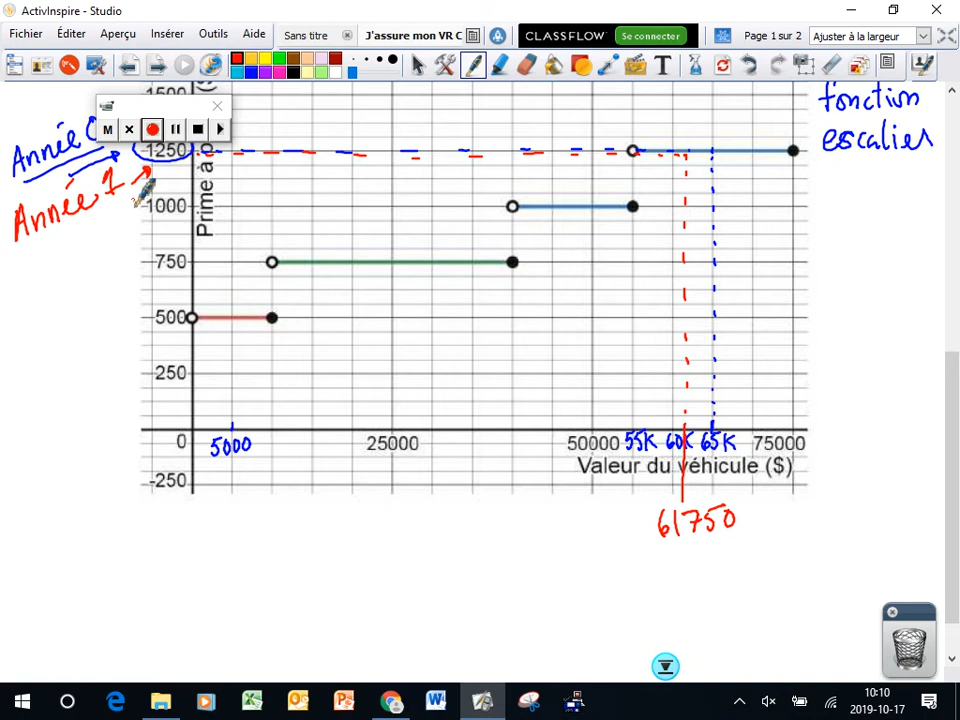 ActivInspire - Studio
Fichier Éditer Aperçu Insérer Outils Aide
Sans titre
J'assure mon VR C
CLASSFLOW Se connecter
Page 1 sur 2
Ajuster à la largeur
M
1500
Prime à
fonction
escalier
Année
1250
Année 1
1000
750
500
250
0
5000
25000
50000
55K 60K 65K
75000
Valeur du véhicule ($)
-250
61750
10:10
2019-10-17